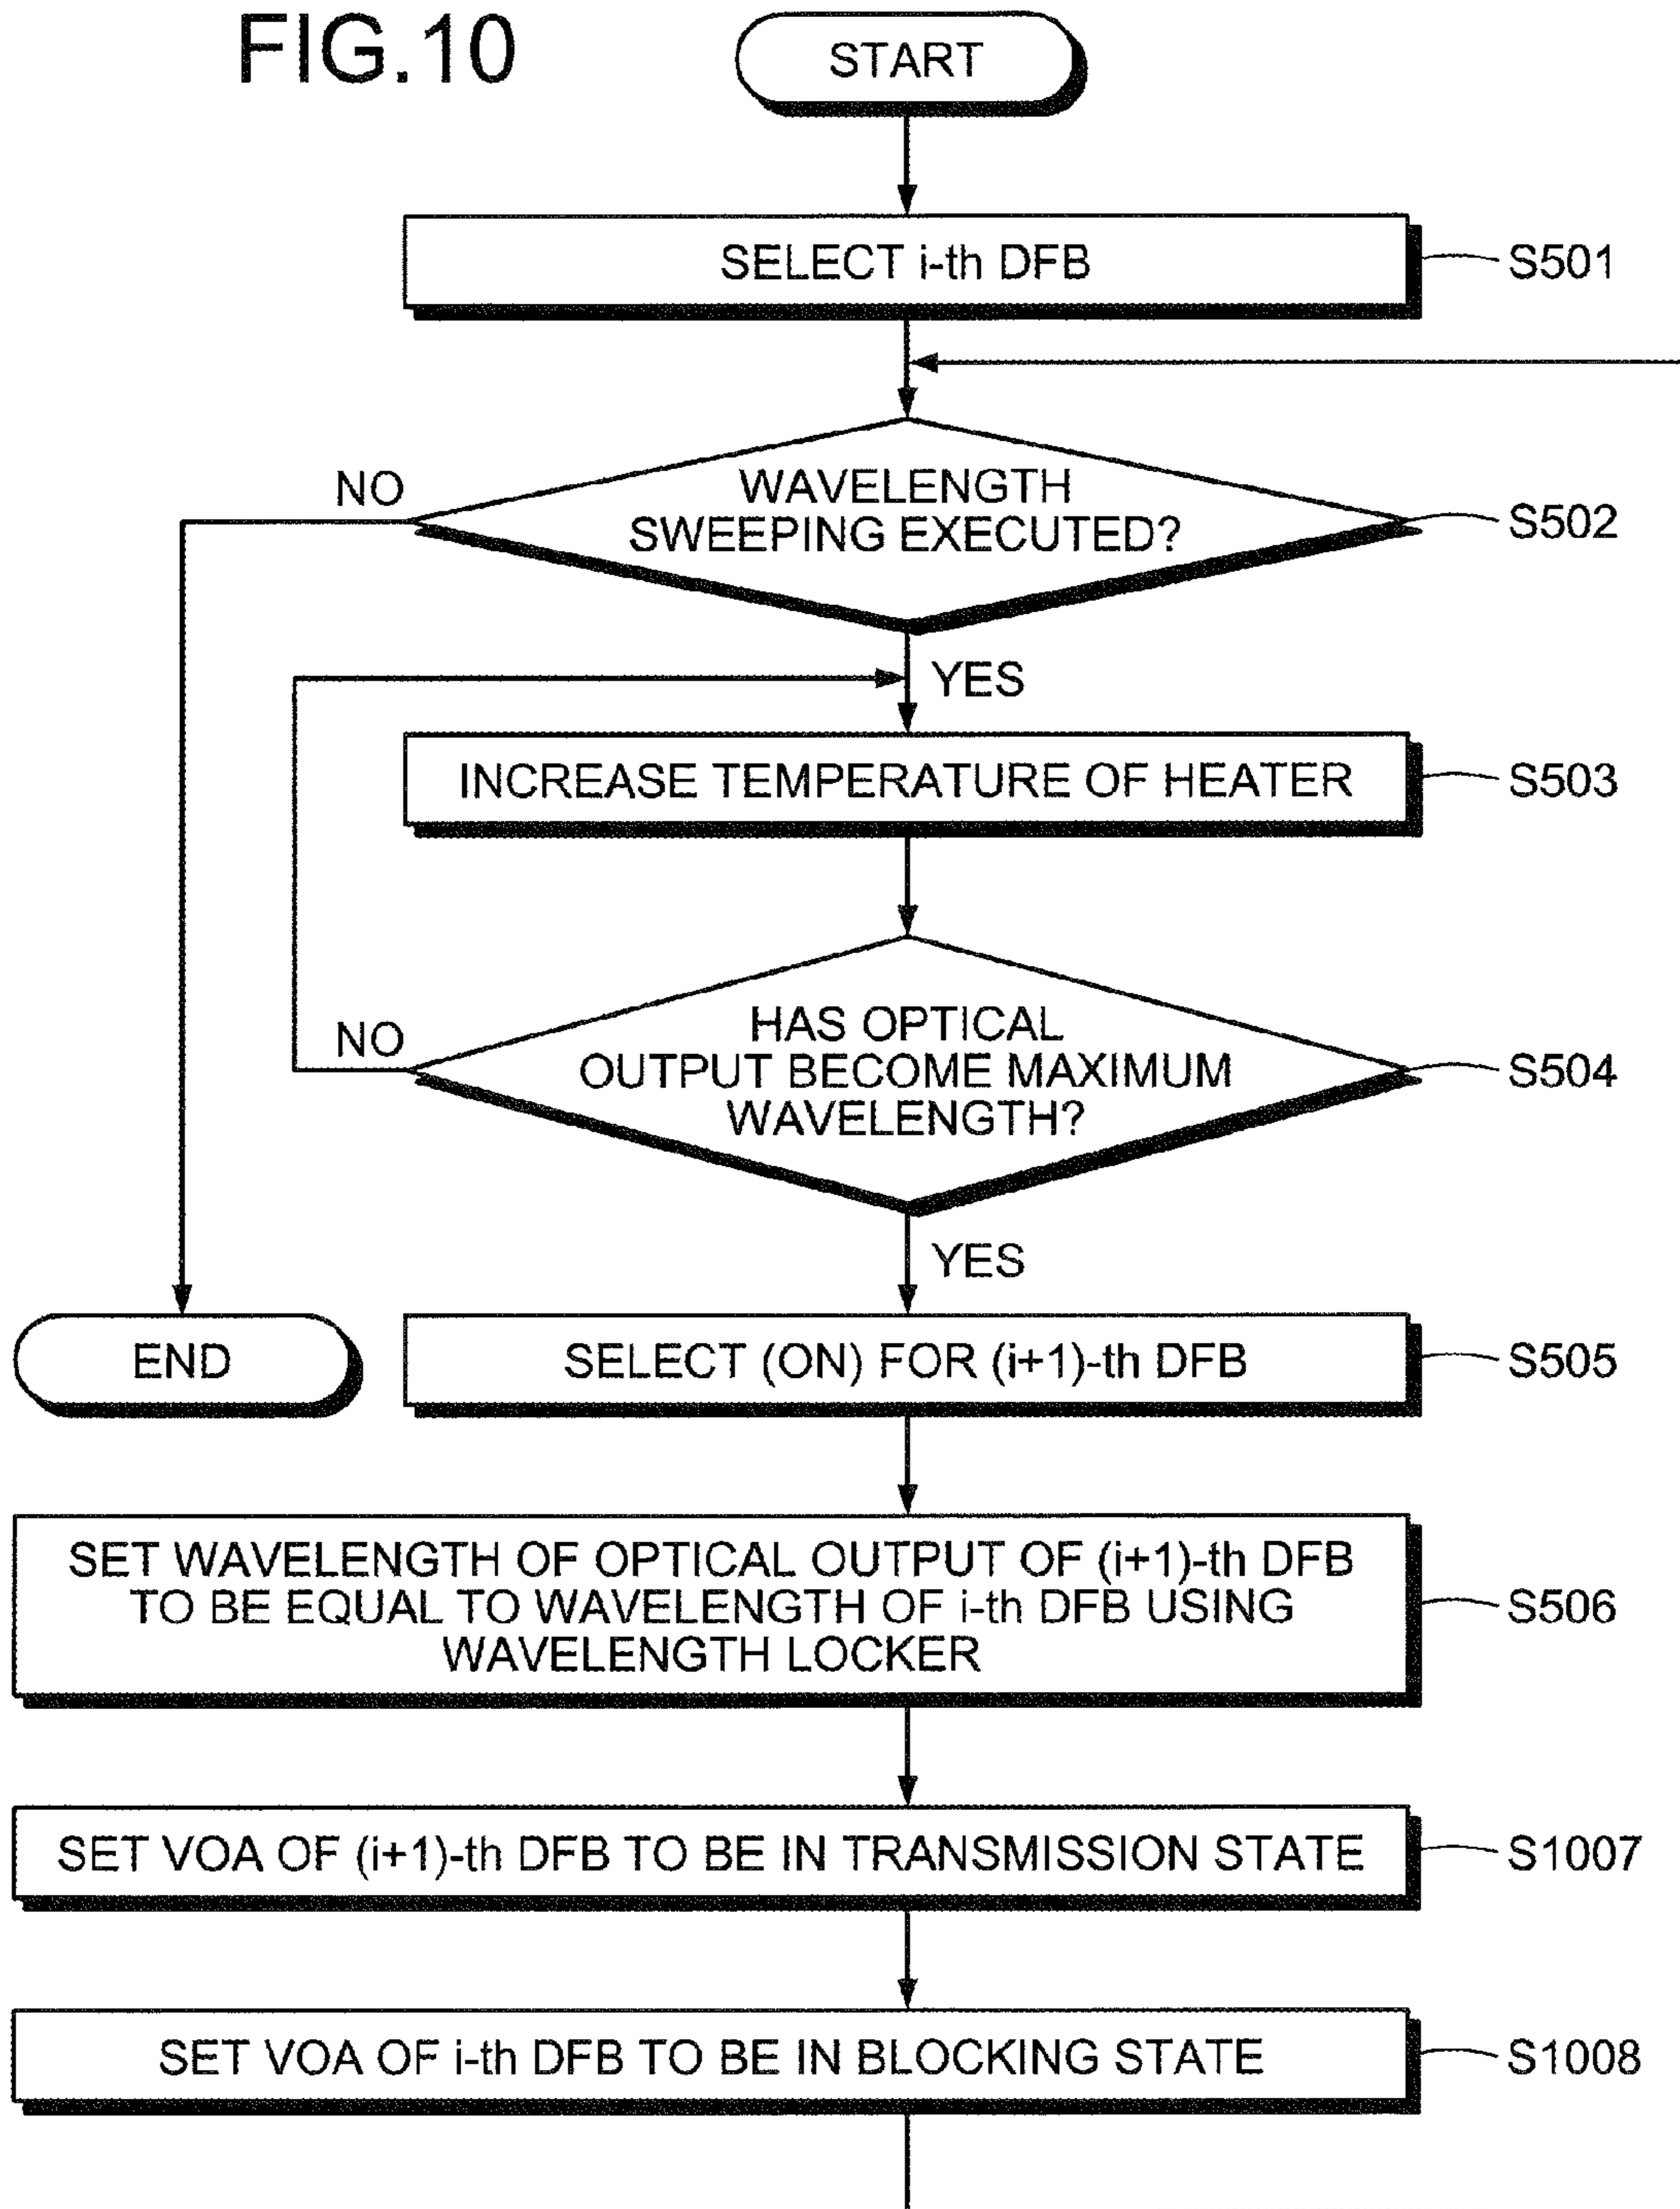 FIG.10
START
SELECT i-th DFB
S501
WAVELENGTH
SWEEPING EXECUTED?
S502
NO
YES
INCREASE TEMPERATURE OF HEATER
S503
HAS OPTICAL
OUTPUT BECOME MAXIMUM
WAVELENGTH?
S504
NO
YES
END
SELECT (ON) FOR (i+1)-th DFB
S505
SET WAVELENGTH OF OPTICAL OUTPUT OF (i+1)-th DFB
TO BE EQUAL TO WAVELENGTH OF i-th DFB USING
WAVELENGTH LOCKER
S506
SET VOA OF (i+1)-th DFB TO BE IN TRANSMISSION STATE
S1007
SET VOA OF i-th DFB TO BE IN BLOCKING STATE
S1008